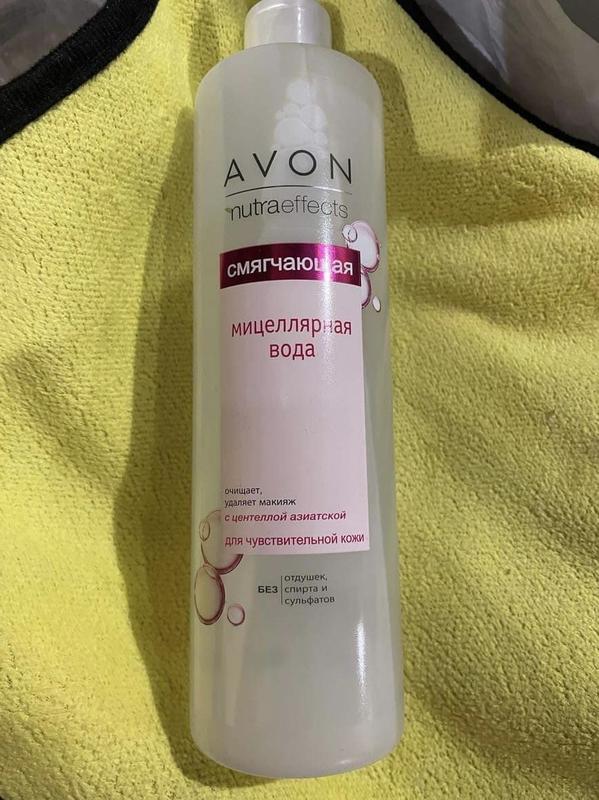 AVON
nutraeffects
смягчающая
мицеллярная
вода
очищает,
удаляет макияж
с центеллой азиатской
для чувствительной кожи
БЕЗ
отдушек,
спирта и
сульфатов